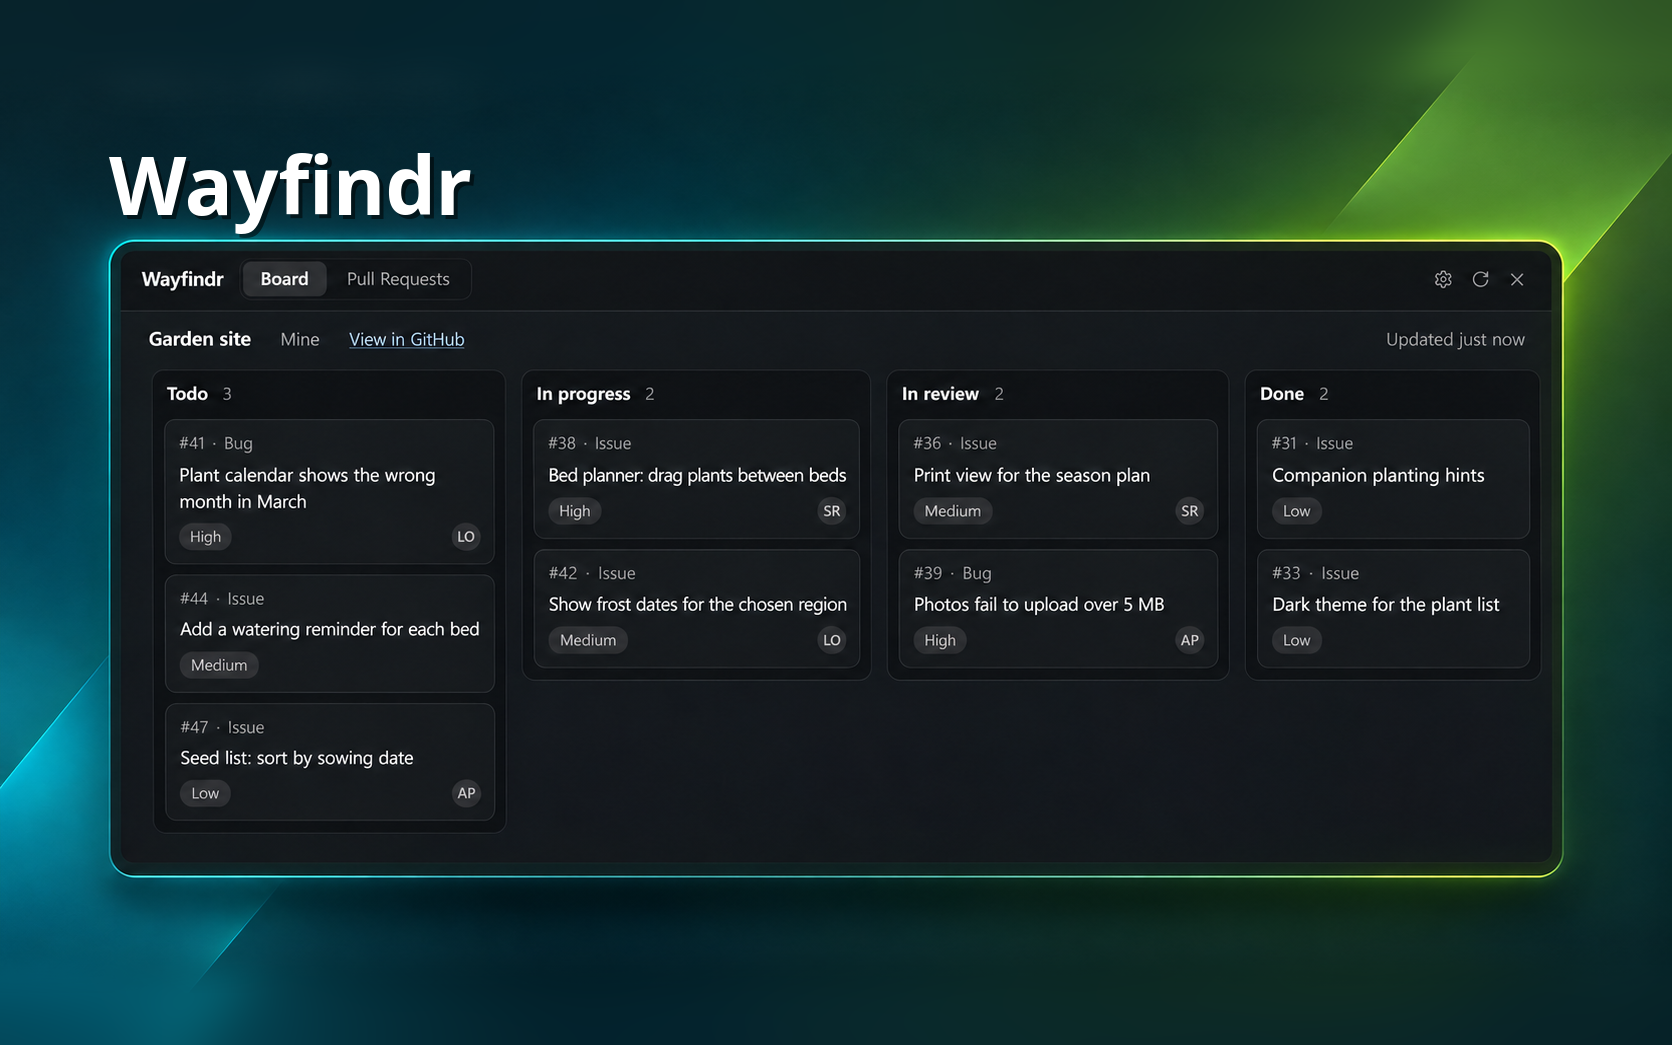 Wayfindr
Wayfindr Board Pull Requests
Garden site Mine View in GitHub Updated just now
Todo 3
#41 · Bug
Plant calendar shows the wrong
month in March
High LO
#44 · Issue
Add a watering reminder for each bed
Medium
#47 · Issue
Seed list: sort by sowing date
Low AP
In progress 2
#38 · Issue
Bed planner: drag plants between beds
High SR
#42 · Issue
Show frost dates for the chosen region
Medium LO
In review 2
#36 · Issue
Print view for the season plan
Medium SR
#39 · Bug
Photos fail to upload over 5 MB
High AP
Done 2
#31 · Issue
Companion planting hints
Low
#33 · Issue
Dark theme for the plant list
Low